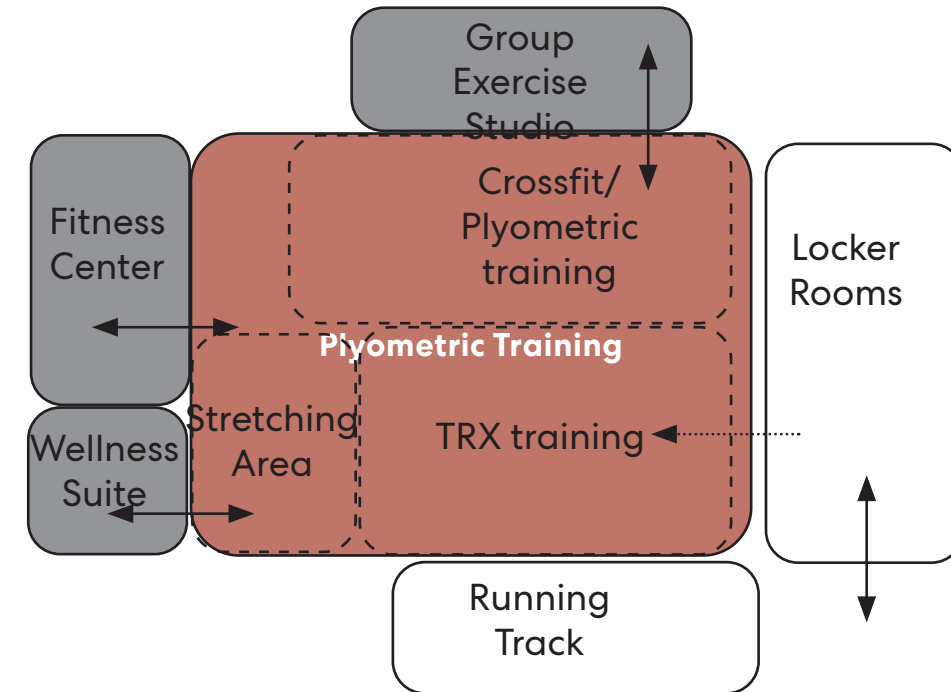 Group
Exercise
Studio
Crossfit/
Plyometric
training
Fitness
Center
Locker
Rooms
Plyometric Training
Stretching
Area
TRX training
Wellness
Suite
Running
Track